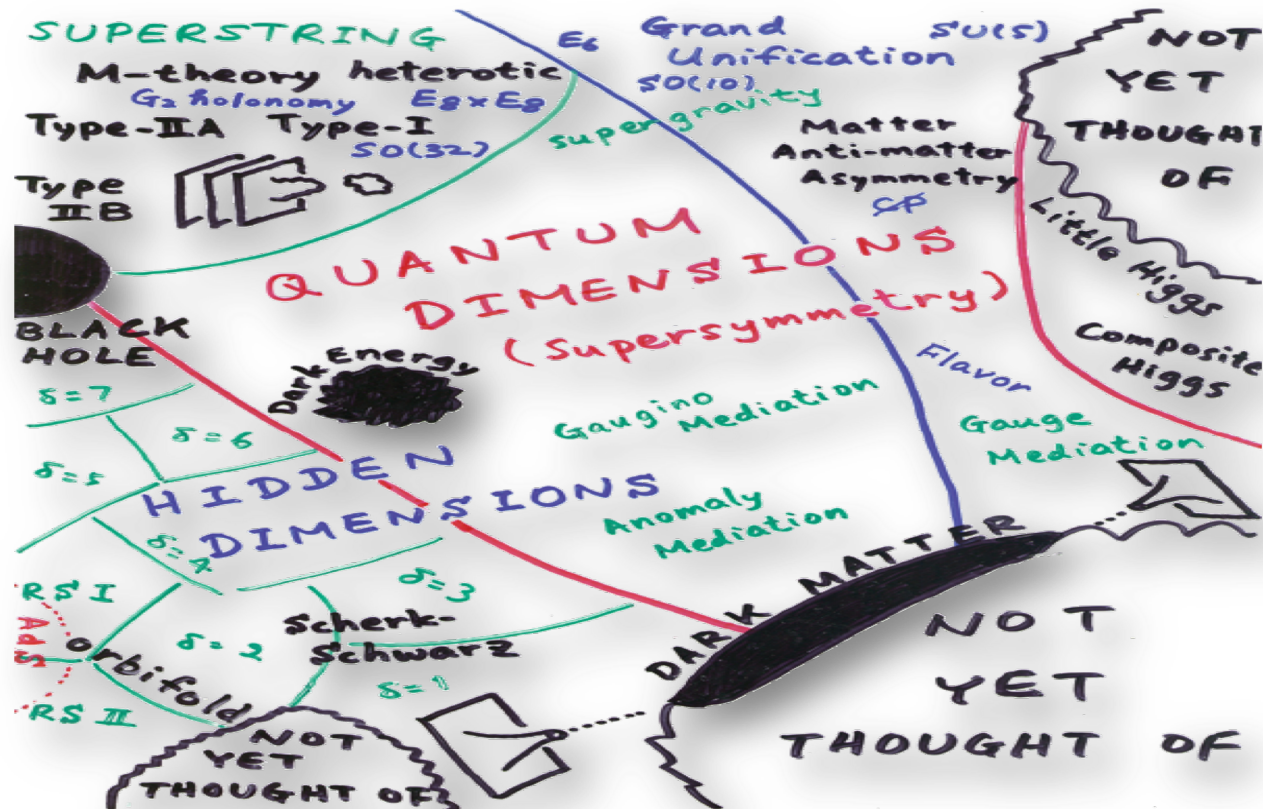 SUPERSTRING
M-theory heterotic
G₂ holonomy E8×E8
Type-IIA Type-I
SO(32)
Type
IIB
E6
Grand
Unification
SU(5)
SO(10)
supergravity
Matter
Anti-matter
Asymmetry
CP
NOT
YET
THOUGHT
OF
Little Higgs
Composite
Higgs
QUANTUM
DIMENSIONS
(Supersymmetry)
BLACK
HOLE
Dark Energy
Flavor
Gaugino
Mediation
Gauge
Mediation
Anomaly
Mediation
δ=7
δ=6
δ=5
HIDDEN
DIMENSIONS
δ=4
δ=3
RS I
AdS
orbifold
δ=2
Scherk-
Schwarz
δ=1
RS II
DARK MATTER
NOT
YET
THOUGHT OF
NOT
YET
THOUGHT OF